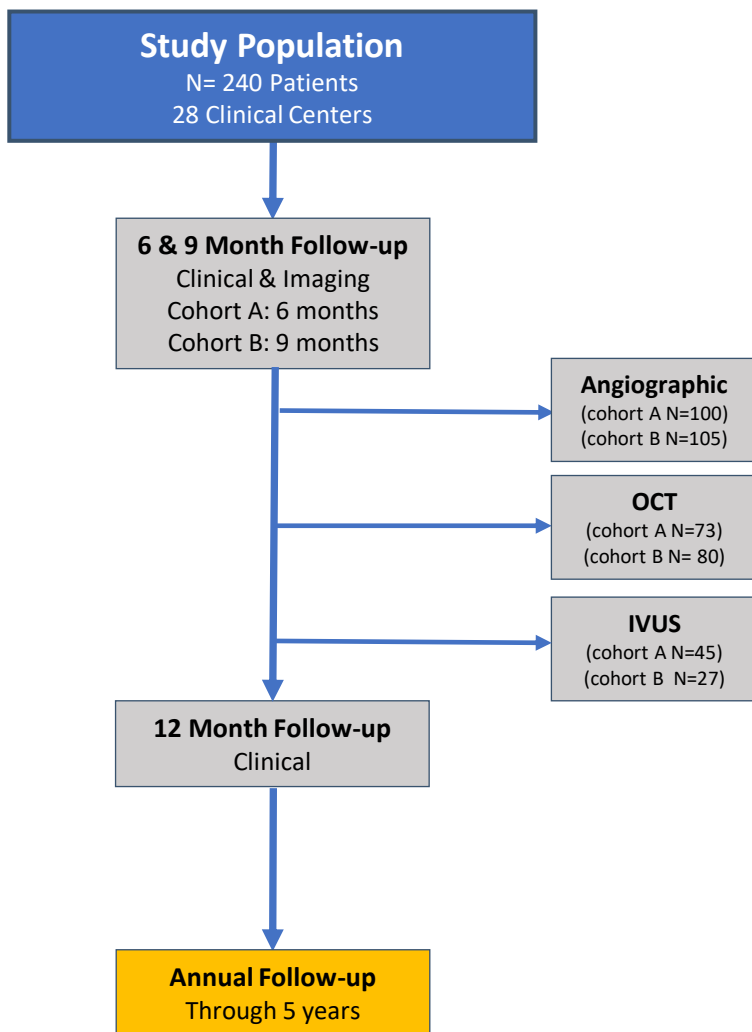 Study Population
N= 240 Patients
28 Clinical Centers
6 & 9 Month Follow-up
Clinical & Imaging
Cohort A: 6 months
Cohort B: 9 months
Angiographic
(cohort A N=100)
(cohort B N=105)
OCT
(cohort A N=73)
(cohort B N= 80)
IVUS
(cohort A N=45)
(cohort B N=27)
12 Month Follow-up
Clinical
Annual Follow-up
Through 5 years